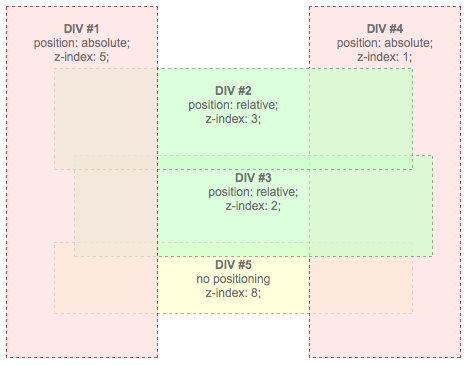 DIV #1
position: absolute;
z-index: 5;
DIV #4
position: absolute;
z-index: 1;
DIV #2
position: relative;
z-index: 3;
DIV #3
position: relative;
z-index: 2;
DIV #5
no positioning
z-index: 8;